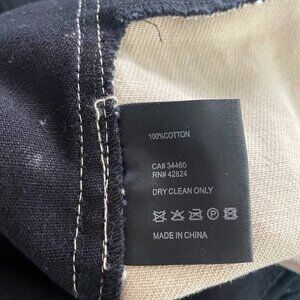 100%COTTON
CA# 34460
RN# 42824
DRY CLEAN ONLY
MADE IN CHINA